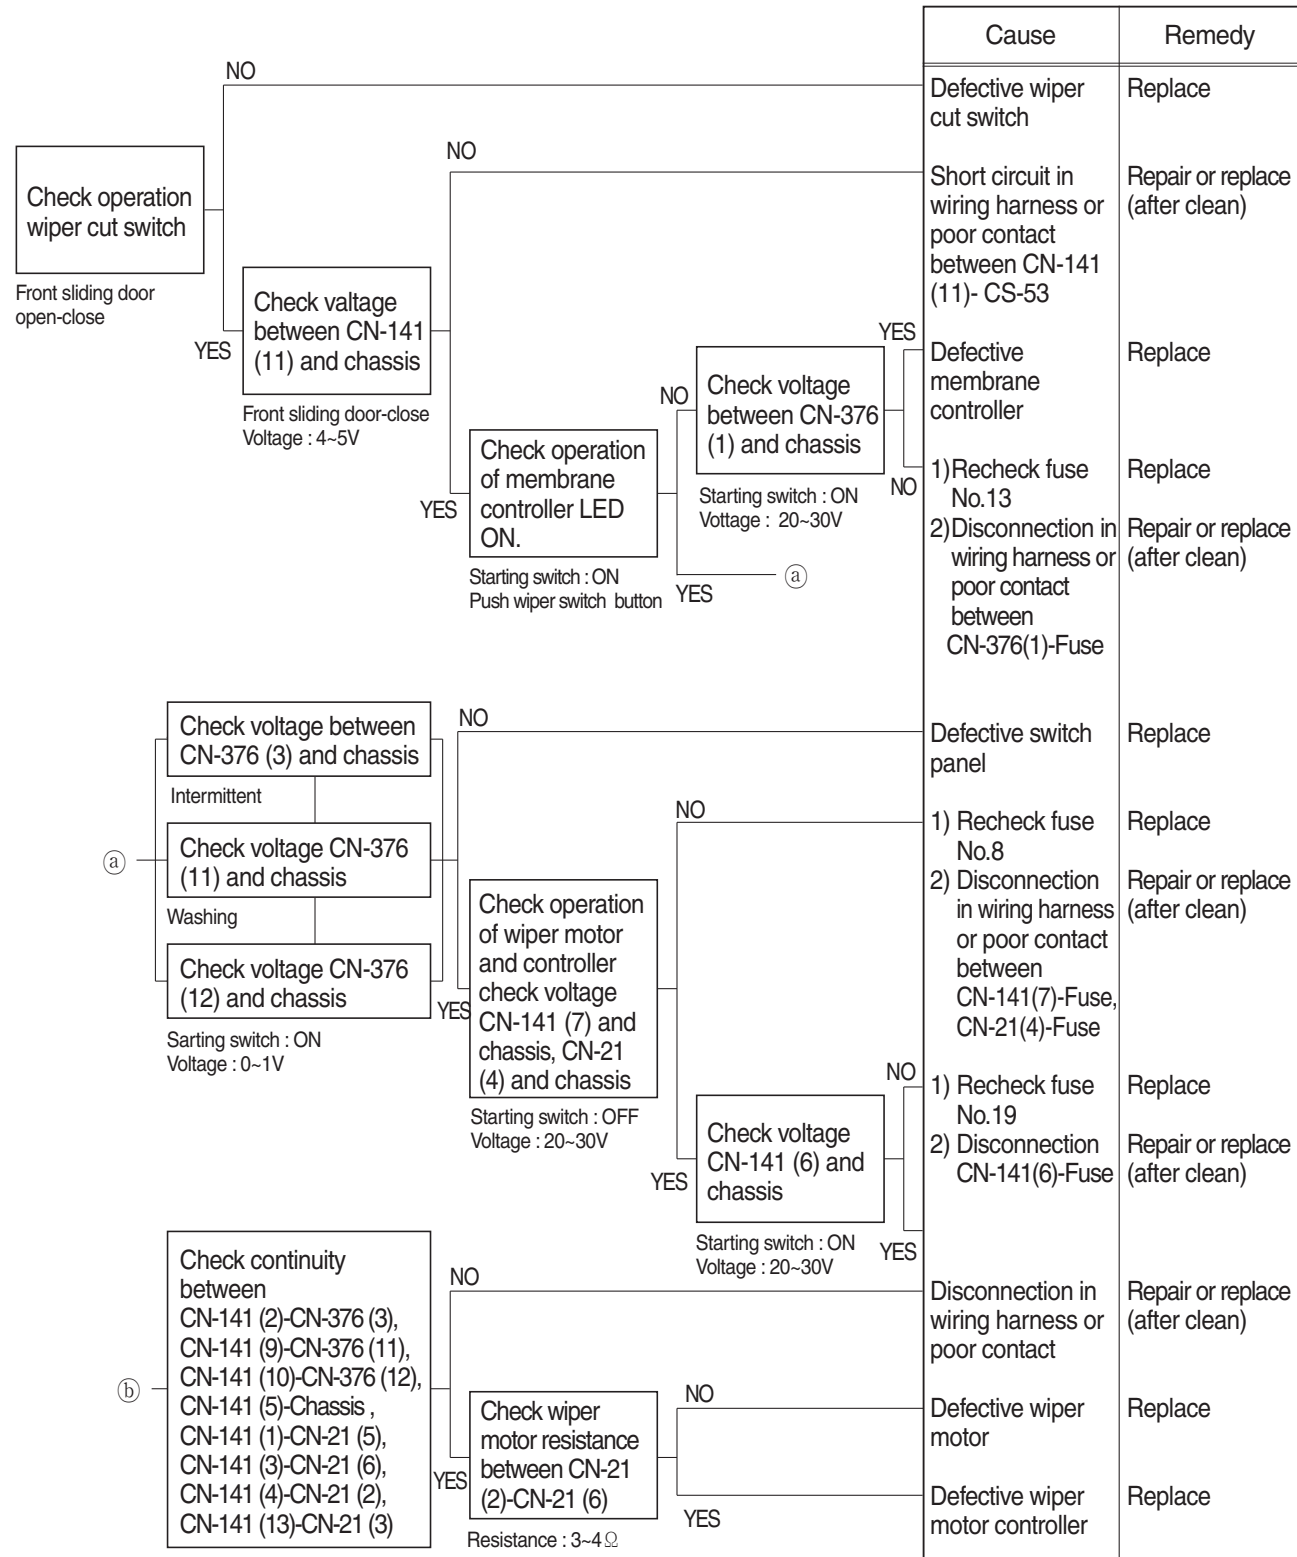 Cause
Remedy
NO
Defective wiper
cut switch
Replace
Check operation
wiper cut switch
Front sliding door
open-close
NO
Short circuit in
wiring harness or
poor contact
between CN-141
(11)- CS-53
Repair or replace
(after clean)
YES
Check valtage
between CN-141
(11) and chassis
Front sliding door-close
Voltage : 4~5V
YES
Check operation
of membrane
controller LED
ON.
Starting switch : ON
Push wiper switch button
NO
Check voltage
between CN-376
(1) and chassis
Starting switch : ON
Vottage : 20~30V
YES
Defective
membrane
controller
Replace
NO
1)Recheck fuse
No.13
Replace
2)Disconnection in
wiring harness or
poor contact
between
CN-376(1)-Fuse
Repair or replace
(after clean)
YES
ⓐ
ⓐ
Check voltage between
CN-376 (3) and chassis
Intermittent
Check voltage CN-376
(11) and chassis
Washing
Check voltage CN-376
(12) and chassis
Sarting switch : ON
Voltage : 0~1V
NO
Defective switch
panel
Replace
YES
Check operation
of wiper motor
and controller
check voltage
CN-141 (7) and
chassis, CN-21
(4) and chassis
Starting switch : OFF
Voltage : 20~30V
NO
1) Recheck fuse
No.8
Replace
2) Disconnection
in wiring harness
or poor contact
between
CN-141(7)-Fuse,
CN-21(4)-Fuse
Repair or replace
(after clean)
YES
Check voltage
CN-141 (6) and
chassis
Starting switch : ON
Voltage : 20~30V
NO
1) Recheck fuse
No.19
Replace
2) Disconnection
CN-141(6)-Fuse
Repair or replace
(after clean)
YES
ⓑ
Check continuity
between
CN-141 (2)-CN-376 (3),
CN-141 (9)-CN-376 (11),
CN-141 (10)-CN-376 (12),
CN-141 (5)-Chassis ,
CN-141 (1)-CN-21 (5),
CN-141 (3)-CN-21 (6),
CN-141 (4)-CN-21 (2),
CN-141 (13)-CN-21 (3)
NO
Disconnection in
wiring harness or
poor contact
Repair or replace
(after clean)
YES
Check wiper
motor resistance
between CN-21
(2)-CN-21 (6)
Resistance : 3~4Ω
NO
Defective wiper
motor
Replace
YES
Defective wiper
motor controller
Replace